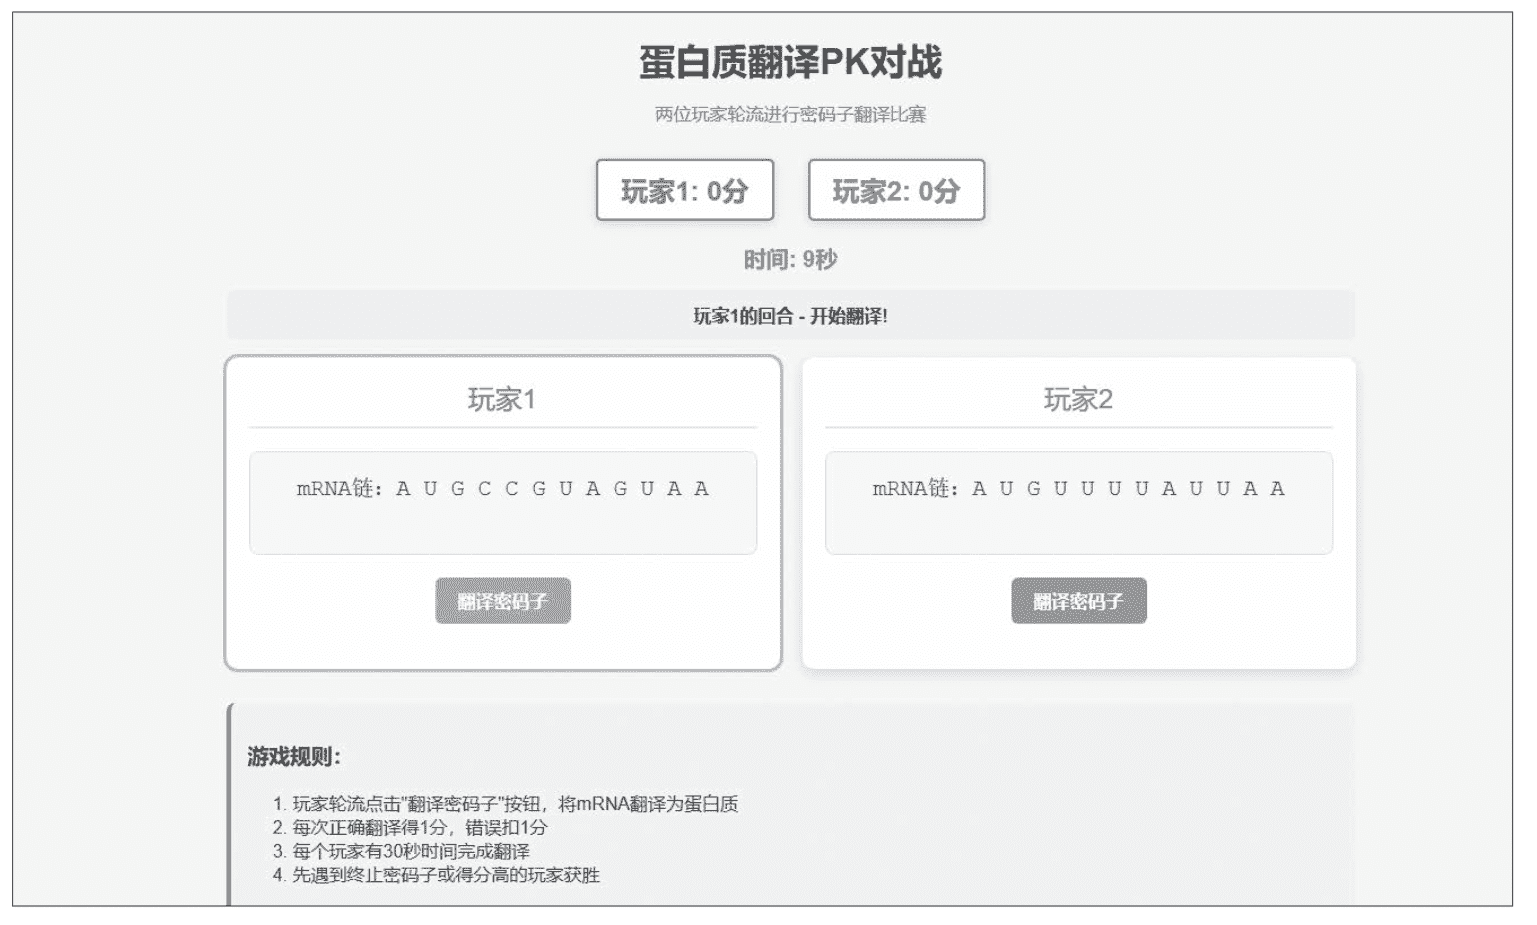 蛋白质翻译PK对战
两位玩家轮流进行密码子翻译比赛
玩家1: 0分
玩家2: 0分
时间: 9秒
玩家1的回合 - 开始翻译!
玩家1
mRNA链: A U G C C G U A G U A A
翻译密码子
玩家2
mRNA链: A U G U U U U A U U A A
翻译密码子
游戏规则:
1. 玩家轮流点击"翻译密码子"按钮，将mRNA翻译为蛋白质
2. 每次正确翻译得1分，错误扣1分
3. 每个玩家有30秒时间完成翻译
4. 先遇到终止密码子或得分高的玩家获胜